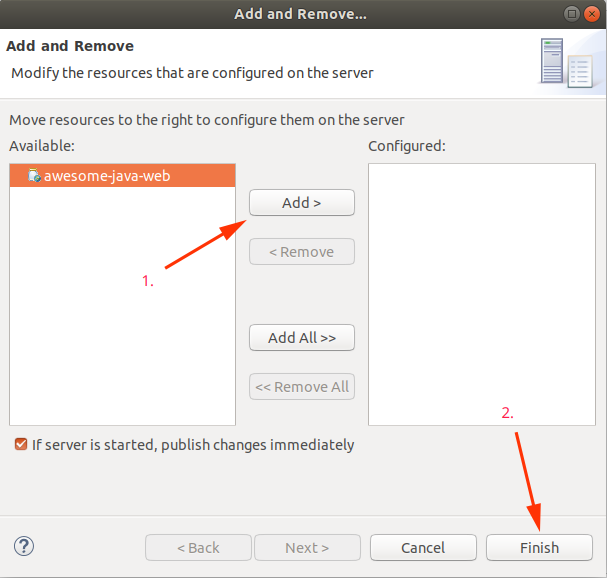 Add and Remove...
Add and Remove
Modify the resources that are configured on the server
Move resources to the right to configure them on the server
Available:
Configured:
awesome-java-web
Add >
< Remove
1.
Add All >>
<< Remove All
2.
If server is started, publish changes immediately
?
< Back
Next >
Cancel
Finish